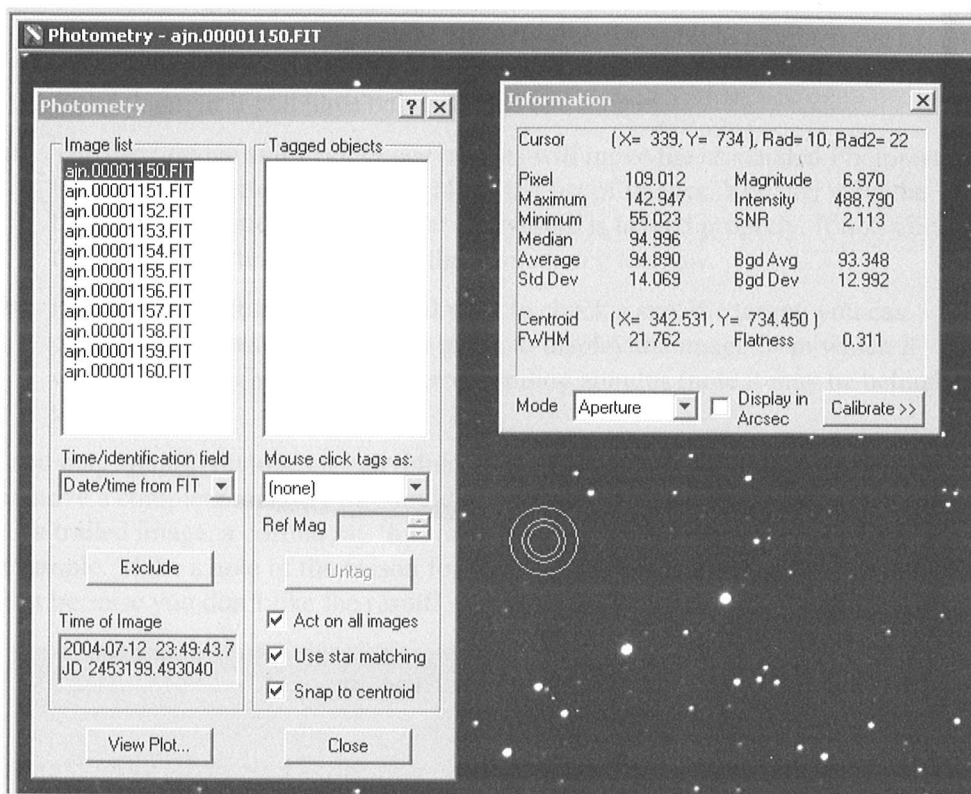 Photometry - ajn.00001150.FIT
Photometry
Image list
ajn.00001150.FIT
ajn.00001151.FIT
ajn.00001152.FIT
ajn.00001153.FIT
ajn.00001154.FIT
ajn.00001155.FIT
ajn.00001156.FIT
ajn.00001157.FIT
ajn.00001158.FIT
ajn.00001159.FIT
ajn.00001160.FIT
Time/identification field
Date/time from FIT
Exclude
Time of Image
2004-07-12 23:49:43.7
JD 2453199.493040
View Plot...
Tagged objects
Mouse click tags as:
(none)
Ref Mag
Untag
Act on all images
Use star matching
Snap to centroid
Close
Information
Cursor (X= 339, Y= 734 ), Rad= 10, Rad2= 22
Pixel 109.012 Magnitude 6.970
Maximum 142.947 Intensity 488.790
Minimum 55.023 SNR 2.113
Median 94.996
Average 94.890 Bgd Avg 93.348
Std Dev 14.069 Bgd Dev 12.992
Centroid (X= 342.531, Y= 734.450 )
FWHM 21.762 Flatness 0.311
Mode Aperture Display in Arcsec Calibrate >>